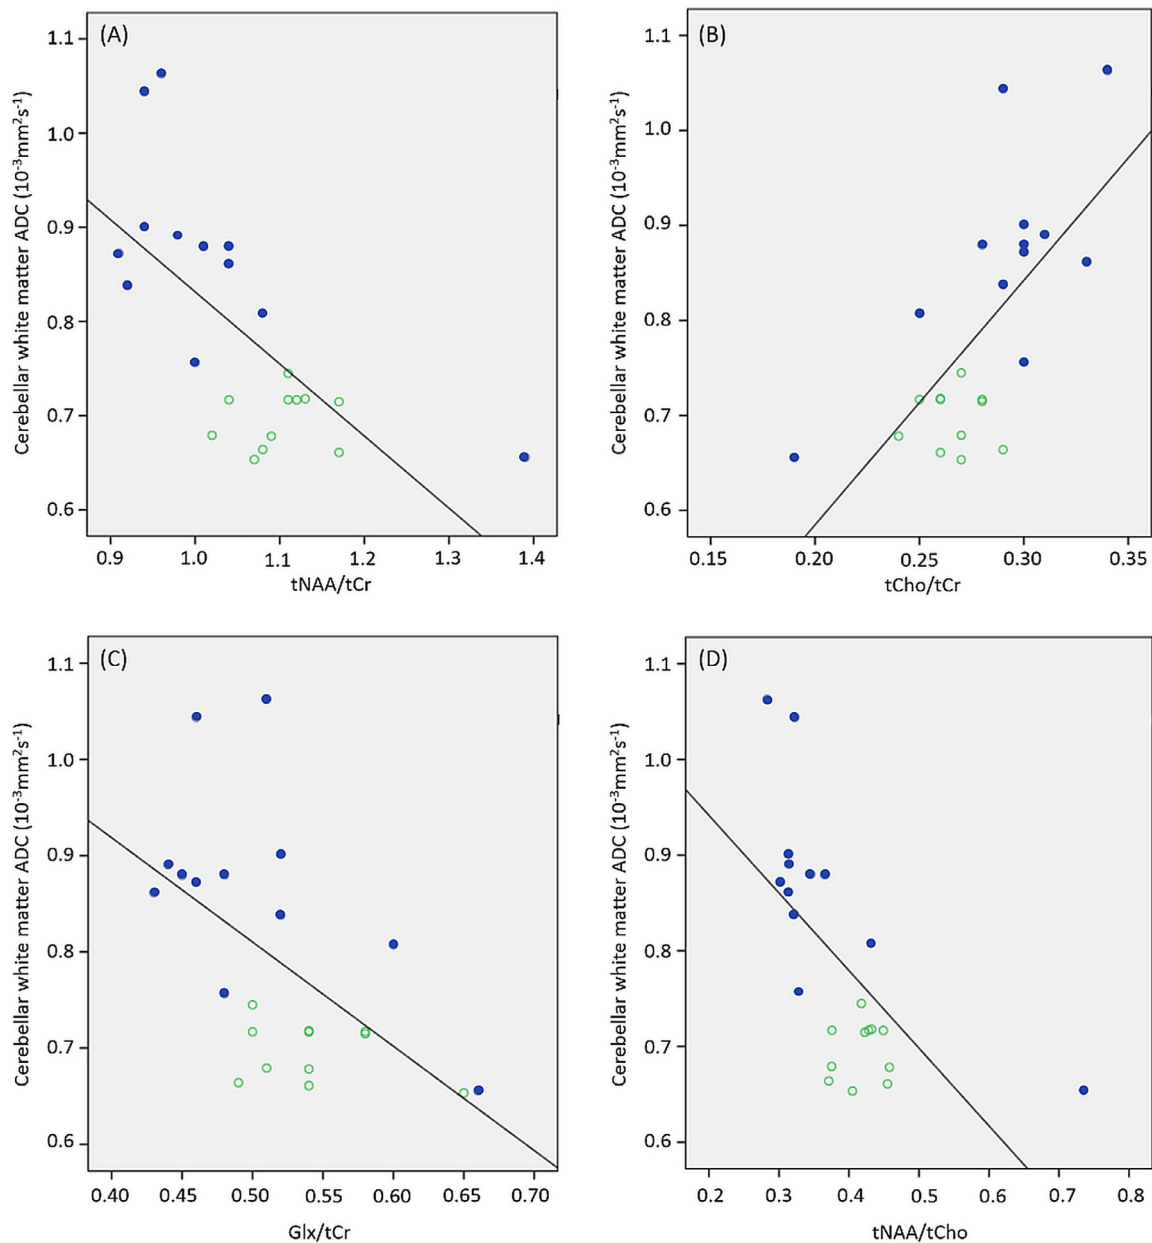 (A)
Cerebellar white matter ADC (10⁻³mm²s⁻¹)
1.1
1.0
0.9
0.8
0.7
0.6
0.9 1.0 1.1 1.2 1.3 1.4
tNAA/tCr
(B)
Cerebellar white matter ADC (10⁻³mm²s⁻¹)
1.1
1.0
0.9
0.8
0.7
0.6
0.15 0.20 0.25 0.30 0.35
tCho/tCr
(C)
Cerebellar white matter ADC (10⁻³mm²s⁻¹)
1.1
1.0
0.9
0.8
0.7
0.6
0.40 0.45 0.50 0.55 0.60 0.65 0.70
Glx/tCr
(D)
Cerebellar white matter ADC (10⁻³mm²s⁻¹)
1.1
1.0
0.9
0.8
0.7
0.6
0.2 0.3 0.4 0.5 0.6 0.7 0.8
tNAA/tCho